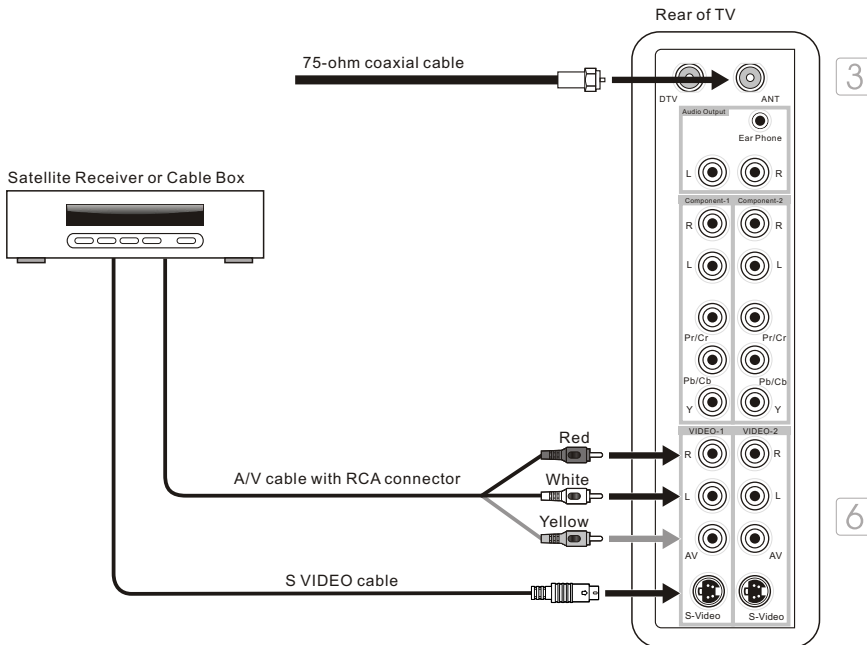 Rear of TV
75-ohm coaxial cable
3
DTV
ANT
Audio Output
Ear Phone
L
R
Satellite Receiver or Cable Box
Component-1
Component-2
R
R
L
L
Pr/Cr
Pr/Cr
Pb/Cb
Pb/Cb
Y
Y
VIDEO-1
VIDEO-2
Red
R
R
A/V cable with RCA connector
White
L
L
6
Yellow
AV
AV
S VIDEO cable
S-Video
S-Video